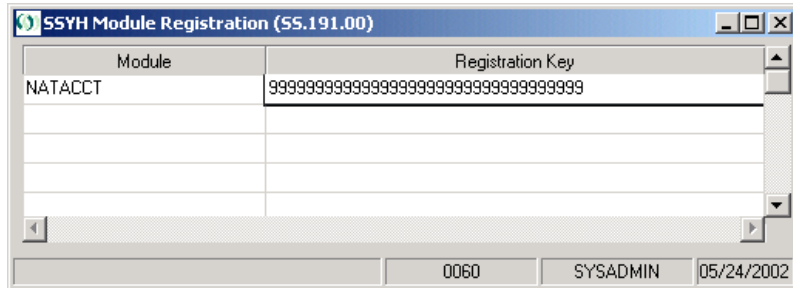 SSYH Module Registration (SS.191.00)
Module Registration Key
NATACCT 99999999999999999999999999999999999
0060 SYSADMIN 05/24/2002